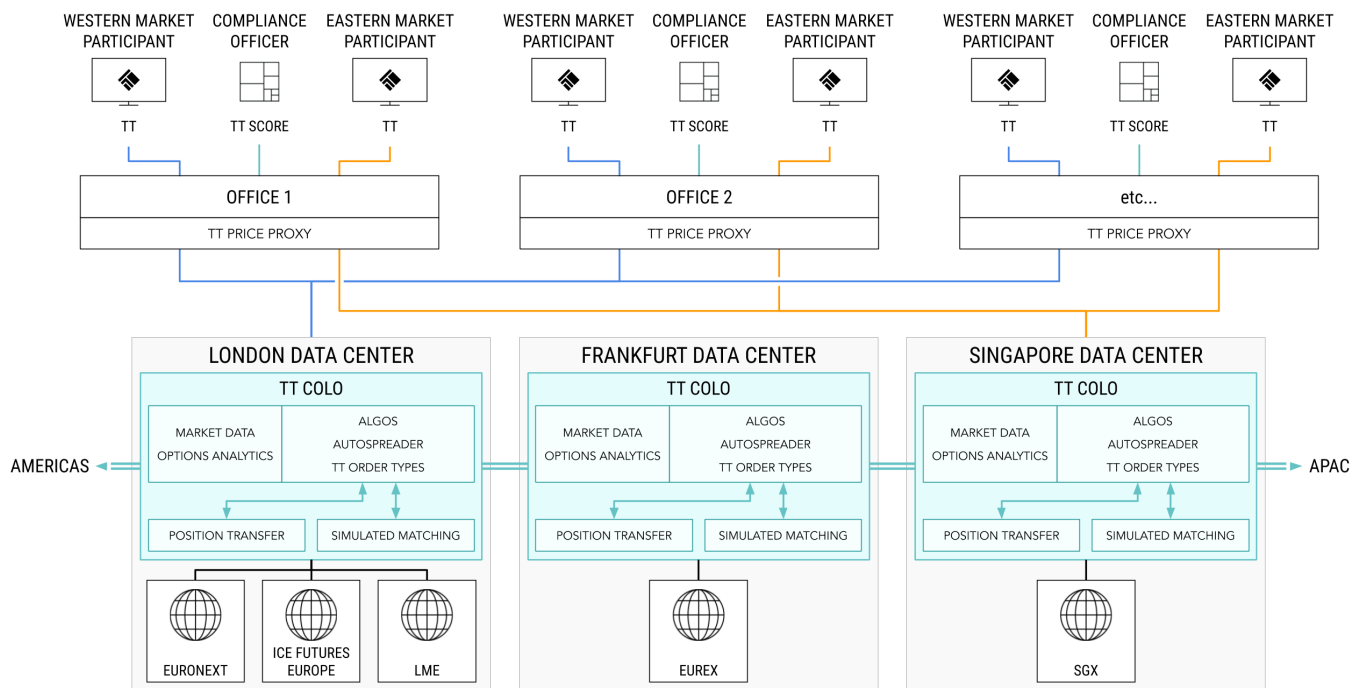 WESTERN MARKET
PARTICIPANT
COMPLIANCE
OFFICER
EASTERN MARKET
PARTICIPANT
WESTERN MARKET
PARTICIPANT
COMPLIANCE
OFFICER
EASTERN MARKET
PARTICIPANT
WESTERN MARKET
PARTICIPANT
COMPLIANCE
OFFICER
EASTERN MARKET
PARTICIPANT
TT
TT SCORE
TT
TT
TT SCORE
TT
TT
TT SCORE
TT
OFFICE 1
TT PRICE PROXY
OFFICE 2
TT PRICE PROXY
etc...
TT PRICE PROXY
LONDON DATA CENTER
TT COLO
MARKET DATA
OPTIONS ANALYTICS
ALGOS
AUTOSPREADER
TT ORDER TYPES
POSITION TRANSFER
SIMULATED MATCHING
EURONEXT
ICE FUTURES
EUROPE
LME
FRANKFURT DATA CENTER
TT COLO
MARKET DATA
OPTIONS ANALYTICS
ALGOS
AUTOSPREADER
TT ORDER TYPES
POSITION TRANSFER
SIMULATED MATCHING
EUREX
SINGAPORE DATA CENTER
TT COLO
MARKET DATA
OPTIONS ANALYTICS
ALGOS
AUTOSPREADER
TT ORDER TYPES
POSITION TRANSFER
SIMULATED MATCHING
SGX
AMERICAS
APAC